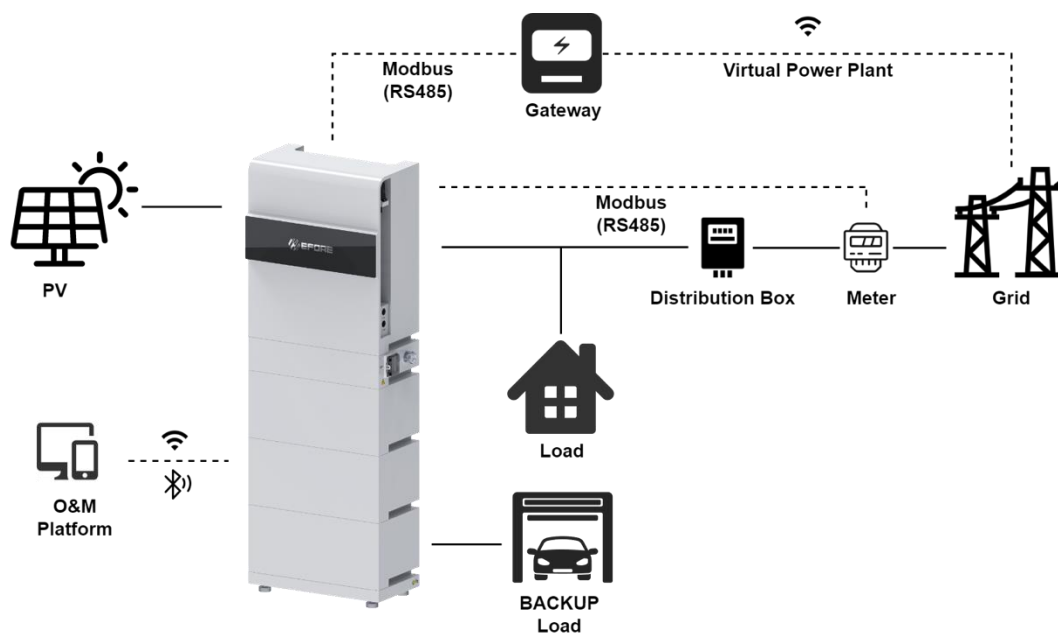 Modbus
(RS485)
Gateway
Virtual Power Plant
PV
EFORE
Modbus
(RS485)
Distribution Box
Meter
Grid
Load
O&M
Platform
BACKUP
Load